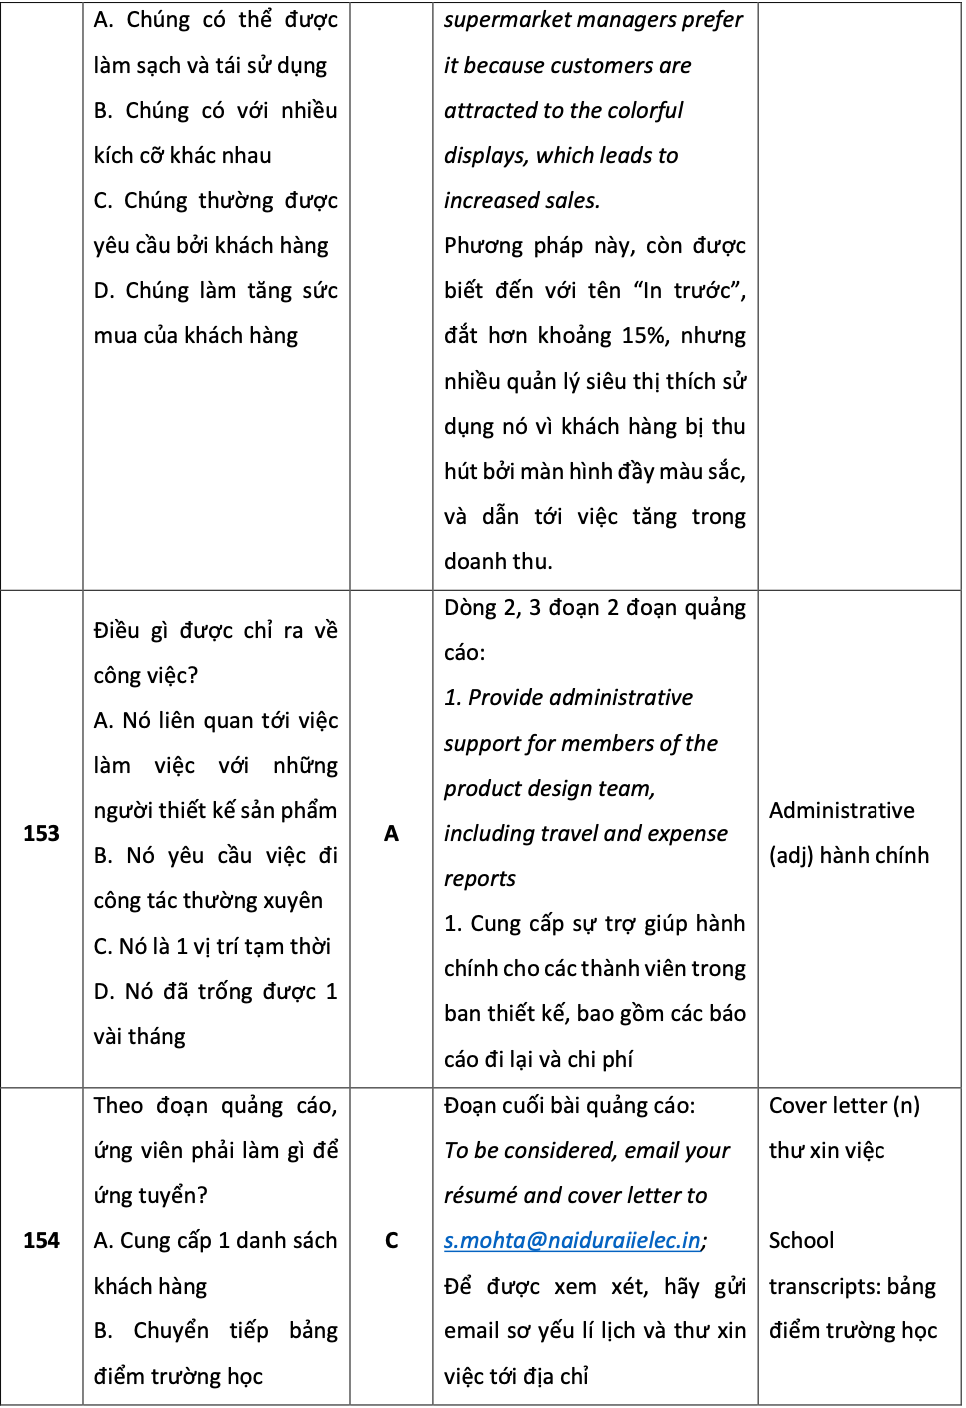 A. Chúng có thể được
làm sạch và tái sử dụng
B. Chúng có với nhiều
kích cỡ khác nhau
C. Chúng thường được
yêu cầu bởi khách hàng
D. Chúng làm tăng sức
mua của khách hàng
supermarket managers prefer
it because customers are
attracted to the colorful
displays, which leads to
increased sales.
Phương pháp này, còn được
biết đến với tên “In trước”,
đắt hơn khoảng 15%, nhưng
nhiều quản lý siêu thị thích sử
dụng nó vì khách hàng bị thu
hút bởi màn hình đầy màu sắc,
và dẫn tới việc tăng trong
doanh thu.
153
Điều gì được chỉ ra về
công việc?
A. Nó liên quan tới việc
làm việc với những
người thiết kế sản phẩm
B. Nó yêu cầu việc đi
công tác thường xuyên
C. Nó là 1 vị trí tạm thời
D. Nó đã trống được 1
vài tháng
A
Dòng 2, 3 đoạn 2 đoạn quảng
cáo:
1. Provide administrative
support for members of the
product design team,
including travel and expense
reports
1. Cung cấp sự trợ giúp hành
chính cho các thành viên trong
ban thiết kế, bao gồm các báo
cáo đi lại và chi phí
Administrative
(adj) hành chính
154
Theo đoạn quảng cáo,
ứng viên phải làm gì để
ứng tuyển?
A. Cung cấp 1 danh sách
khách hàng
B. Chuyển tiếp bảng
điểm trường học
C
Đoạn cuối bài quảng cáo:
To be considered, email your
résumé and cover letter to
s.mohta@naiduraiielec.in;
Để được xem xét, hãy gửi
email sơ yếu lí lịch và thư xin
việc tới địa chỉ
Cover letter (n)
thư xin việc
School
transcripts: bảng
điểm trường học